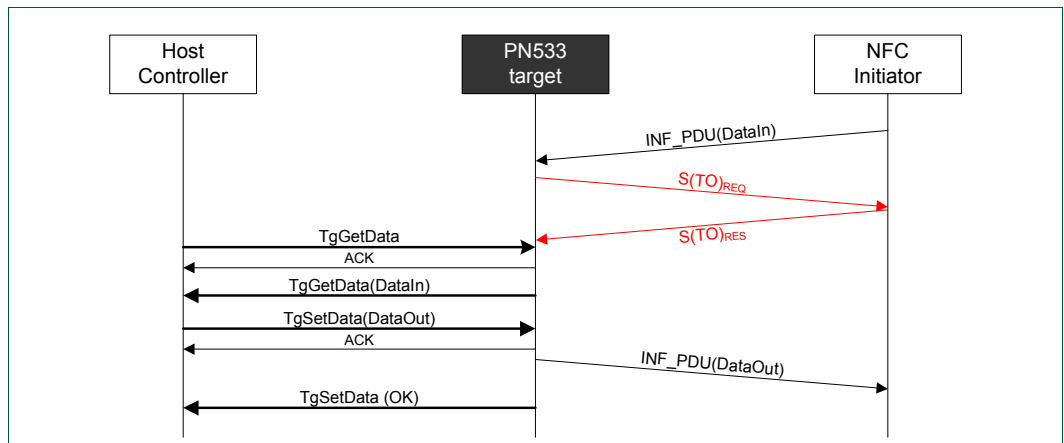 Host
Controller
PN533
target
NFC
Initiator
INF_PDU(DataIn)
S(TO)REQ
S(TO)RES
TgGetData
ACK
TgGetData(DataIn)
TgSetData(DataOut)
ACK
INF_PDU(DataOut)
TgSetData (OK)